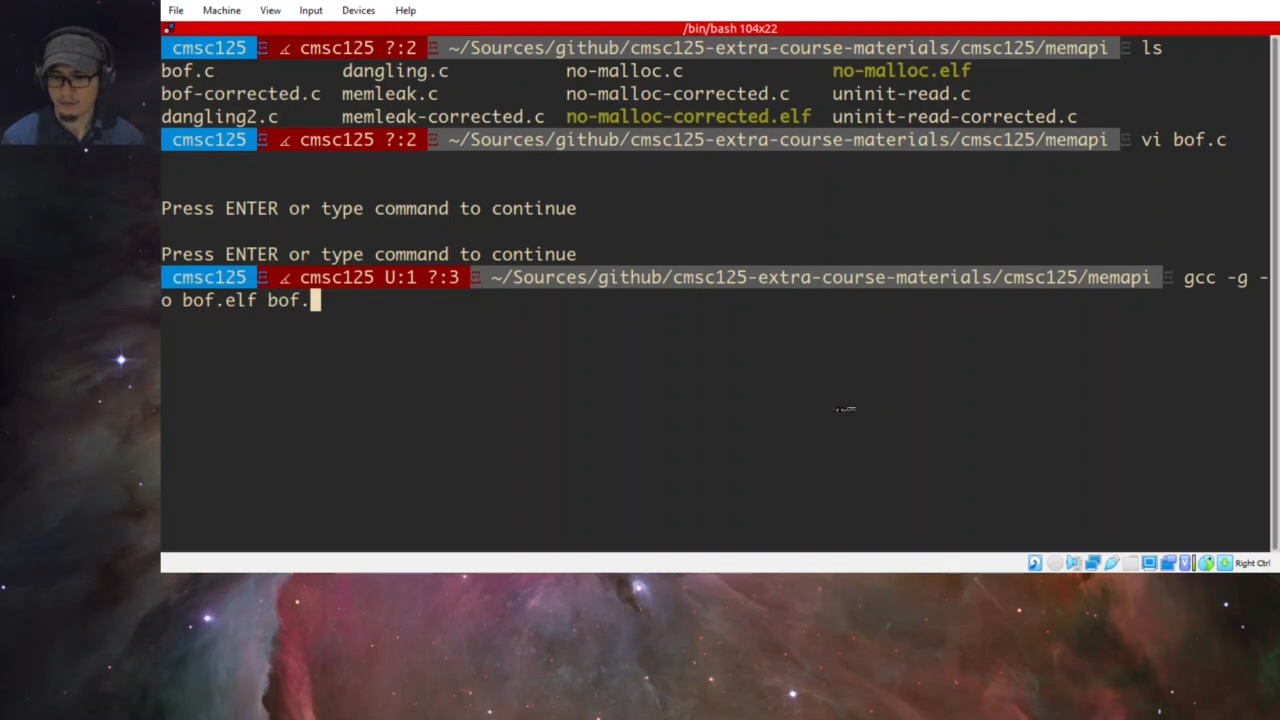 File Machine View Input Devices Help
/bin/bash 104x22
cmsc125 ∡ cmsc125 ?:2 ~/Sources/github/cmsc125-extra-course-materials/cmsc125/memapi ls
bof.c dangling.c no-malloc.c no-malloc.elf
bof-corrected.c memleak.c no-malloc-corrected.c uninit-read.c
dangling2.c memleak-corrected.c no-malloc-corrected.elf uninit-read-corrected.c
cmsc125 ∡ cmsc125 ?:2 ~/Sources/github/cmsc125-extra-course-materials/cmsc125/memapi vi bof.c
Press ENTER or type command to continue
Press ENTER or type command to continue
cmsc125 ∡ cmsc125 U:1 ?:3 ~/Sources/github/cmsc125-extra-course-materials/cmsc125/memapi gcc -g -
o bof.elf bof.
Right Ctrl